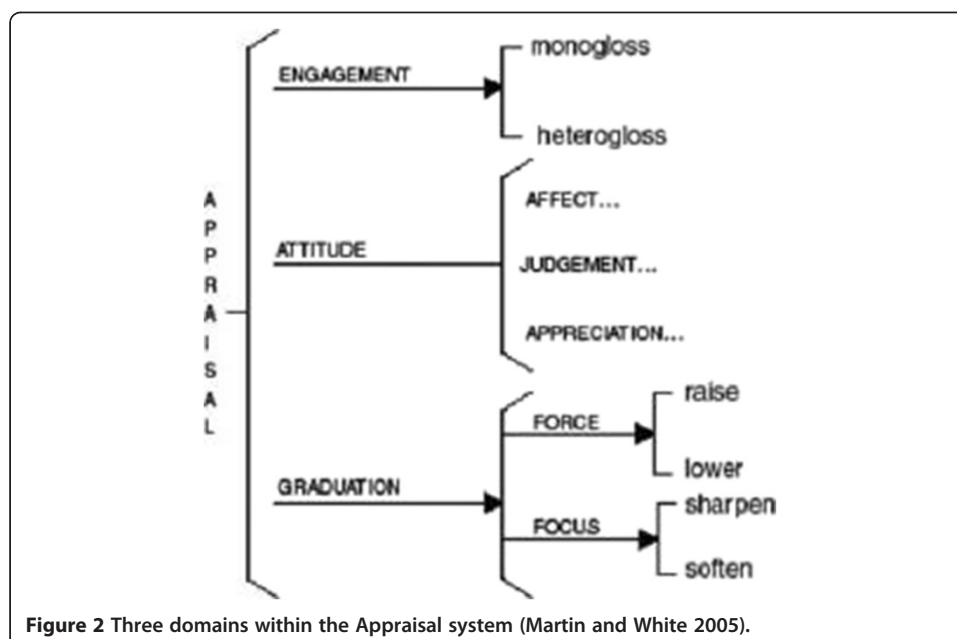 APPRAISAL
ENGAGEMENT
monogloss
heterogloss
ATTITUDE
AFFECT...
JUDGEMENT...
APPRECIATION...
GRADUATION
FORCE
raise
lower
FOCUS
sharpen
soften
Figure 2 Three domains within the Appraisal system (Martin and White 2005).